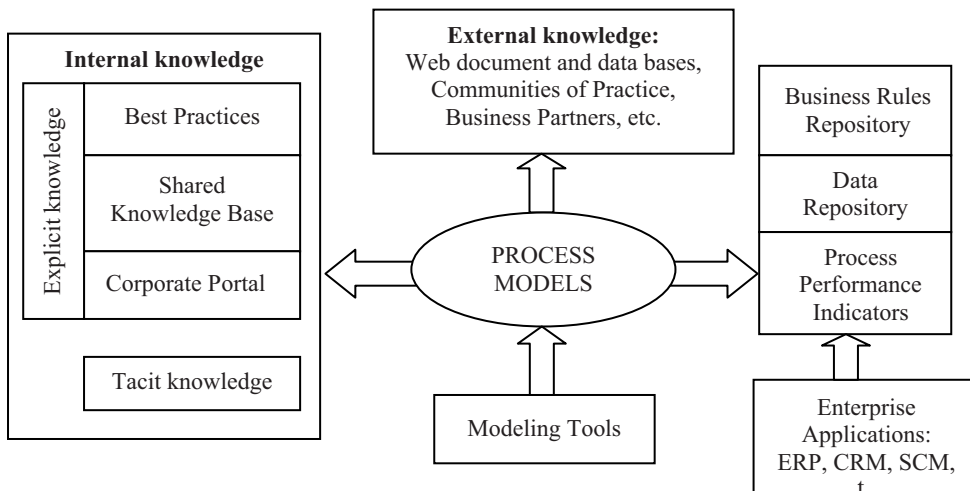 Internal knowledge
Explicit knowledge
Best Practices
Shared
Knowledge Base
Corporate Portal
Tacit knowledge
External knowledge:
Web document and data bases,
Communities of Practice,
Business Partners, etc.
PROCESS
MODELS
Modeling Tools
Business Rules
Repository
Data
Repository
Process
Performance
Indicators
Enterprise
Applications:
ERP, CRM, SCM,